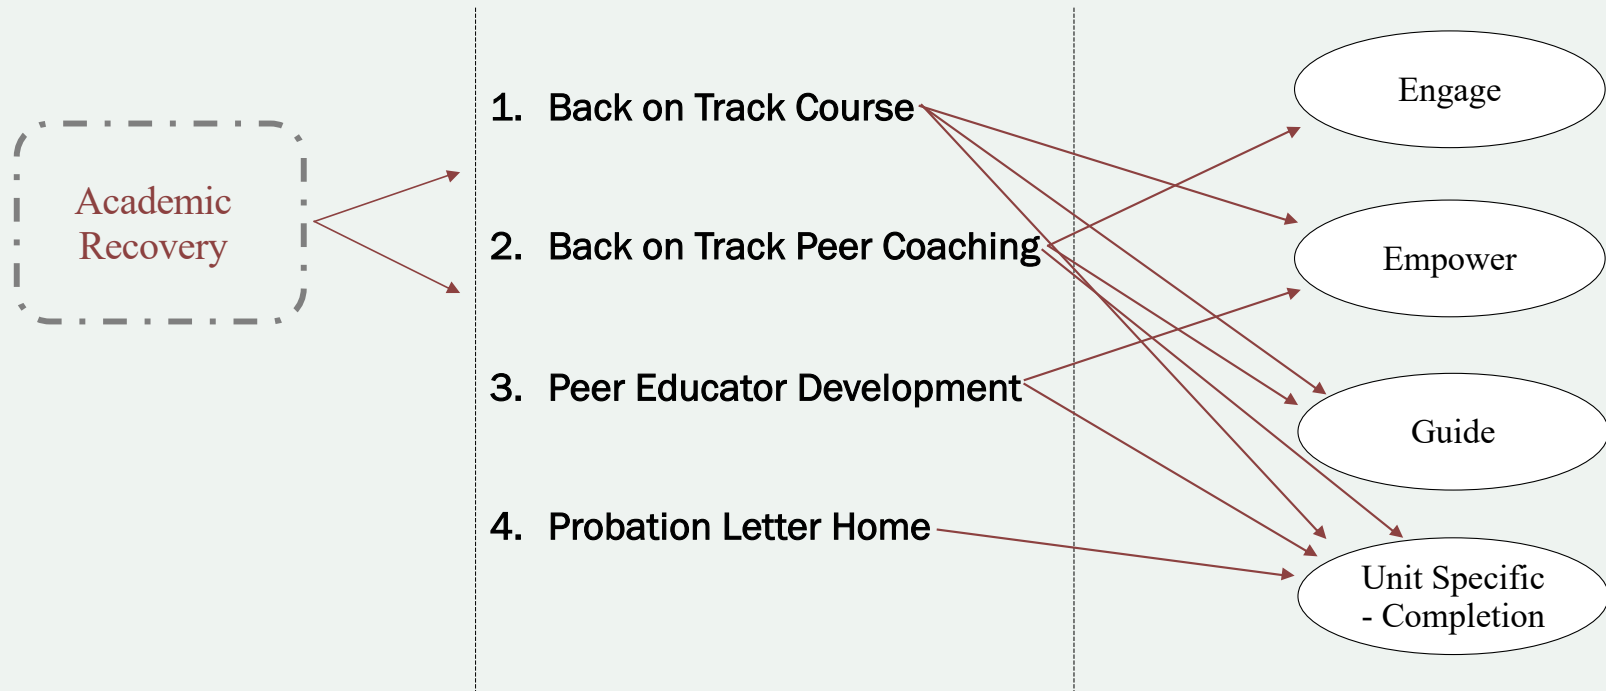 Academic
Recovery
1. Back on Track Course
2. Back on Track Peer Coaching
3. Peer Educator Development
4. Probation Letter Home
Engage
Empower
Guide
Unit Specific
- Completion